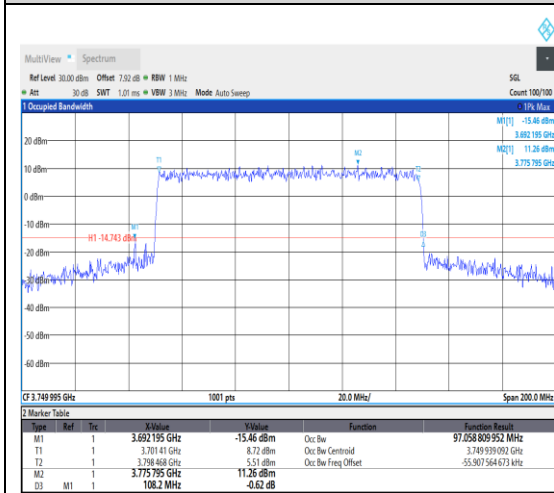 MultiView Spectrum
Ref Level 30.00 dBm Offset 7.92 dB RBW 1 MHz SGL
Att 30 dB SWT 1.01 ms VBW 3 MHz Mode Auto Sweep Count 100/100
1 Occupied Bandwidth 1Pk Max
M1[1] -15.46 dBm
3.692 195 GHz
M2[1] 11.26 dBm
3.775 795 GHz
20 dBm
T1 M2
10 dBm
0 dBm
-10 dBm
M1
H1 -14.743 dBm D3
-20 dBm
-30 dBm
-40 dBm
-50 dBm
-60 dBm
CF 3.749 995 GHz 1001 pts 20.0 MHz/ Span 200.0 MHz
2 Marker Table
Type Ref Trc X-Value Y-Value Function Function Result
M1 1 3.692 195 GHz -15.46 dBm Occ Bw 97.058 809 952 MHz
T1 1 3.701 41 GHz 8.72 dBm Occ Bw Centroid 3.749 939 092 GHz
T2 1 3.798 468 GHz 5.51 dBm Occ Bw Freq Offset -55.907 564 673 kHz
M2 1 3.775 795 GHz 11.26 dBm
D3 M1 1 108.2 MHz -0.62 dB